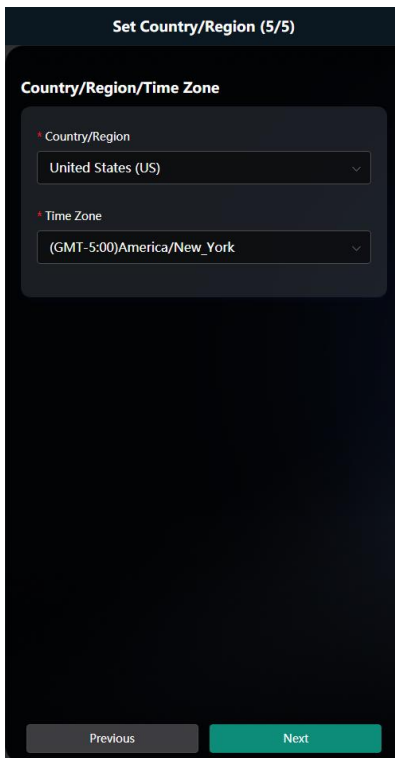 Set Country/Region (5/5)
Country/Region/Time Zone
* Country/Region
United States (US)
* Time Zone
(GMT-5:00)America/New_York
Previous
Next